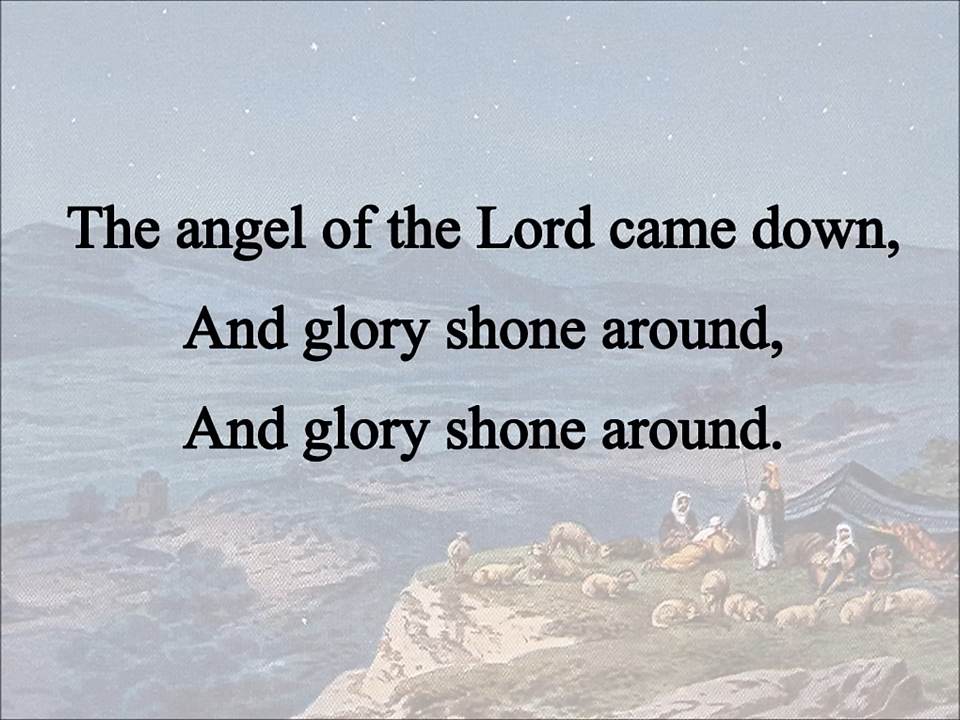 The angel of the Lord came down,
And glory shone around,
And glory shone around.